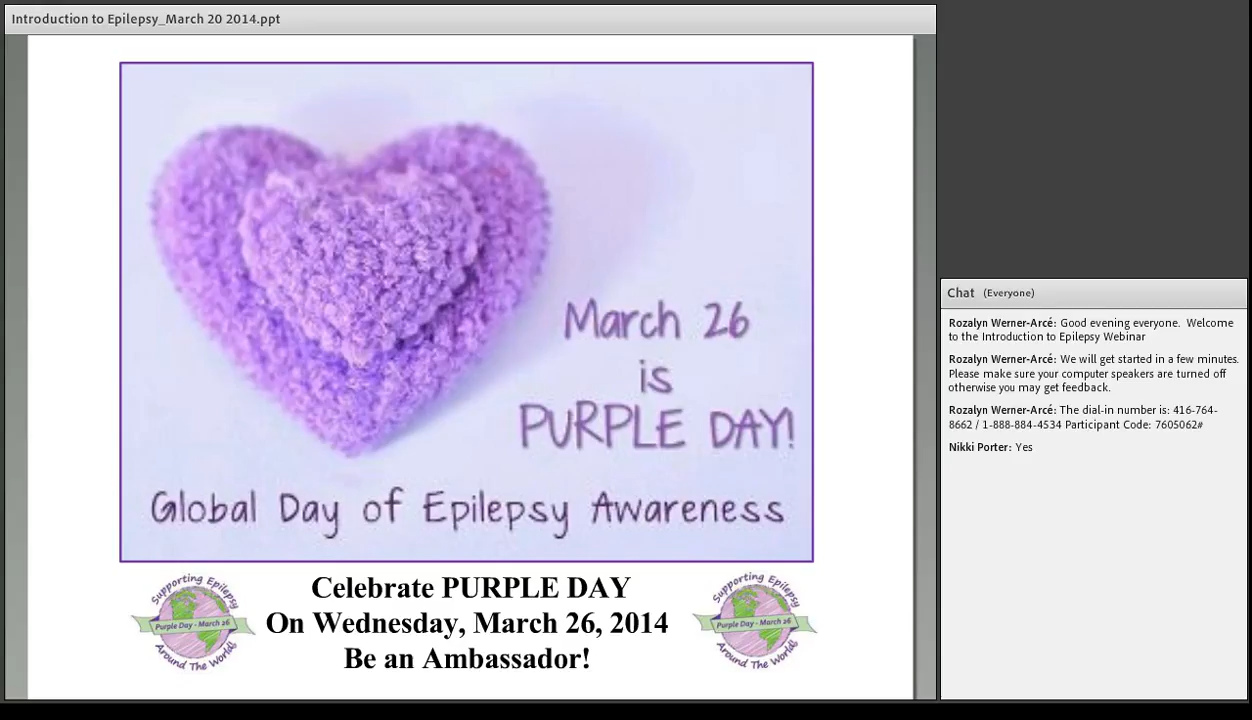 Introduction to Epilepsy_March 20 2014.ppt
March 26
is
PURPLE DAY!
Global Day of Epilepsy Awareness
Supporting Epilepsy
Purple Day - March 26
Around The World!
Celebrate PURPLE DAY
On Wednesday, March 26, 2014
Be an Ambassador!
Supporting Epilepsy
Purple Day - March 26
Around The World!
Chat (Everyone)
Rozalyn Werner-Arcé: Good evening everyone. Welcome
to the Introduction to Epilepsy Webinar
Rozalyn Werner-Arcé: We will get started in a few minutes.
Please make sure your computer speakers are turned off
otherwise you may get feedback.
Rozalyn Werner-Arcé: The dial-in number is: 416-764-
8662 / 1-888-884-4534 Participant Code: 7605062#
Nikki Porter: Yes